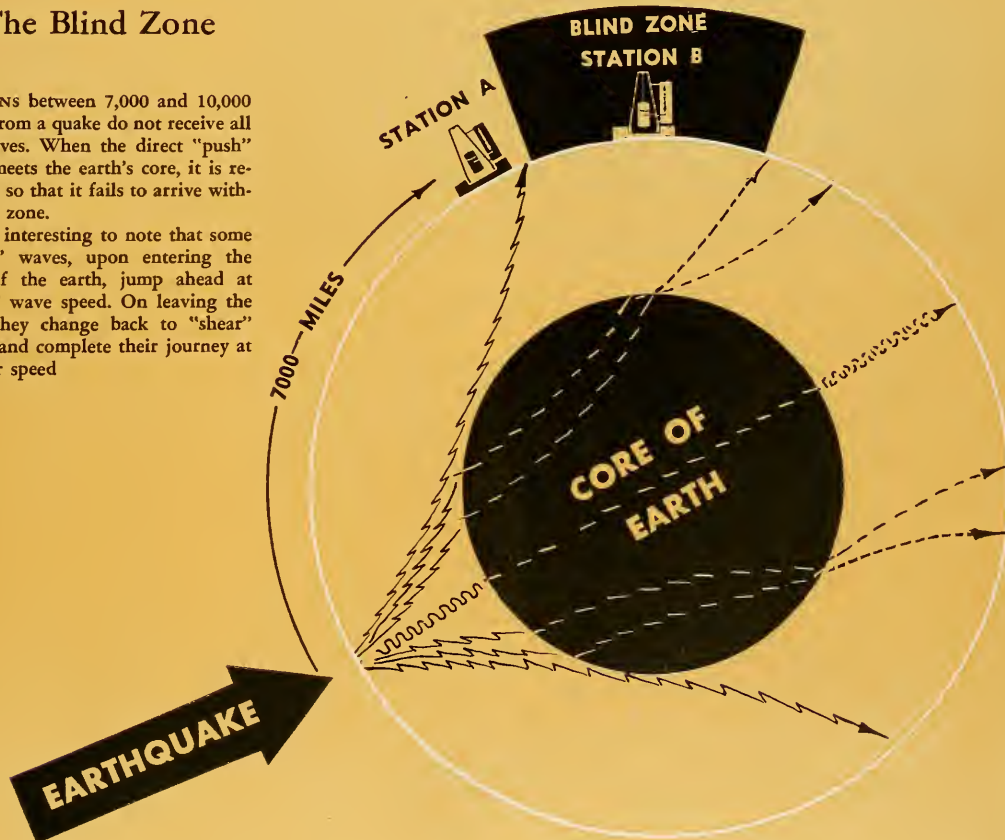 The Blind Zone
NS between 7,000 and 10,000
rom a quake do not receive all
ves. When the direct "push"
meets the earth's core, it is re-
so that it fails to arrive with-
zone.
interesting to note that some
" waves, upon entering the
f the earth, jump ahead at
wave speed. On leaving the
hey change back to "shear"
and complete their journey at
r speed
BLIND ZONE
STATION B
STATION A
7000 MILES
CORE OF
EARTH
EARTHQUAKE